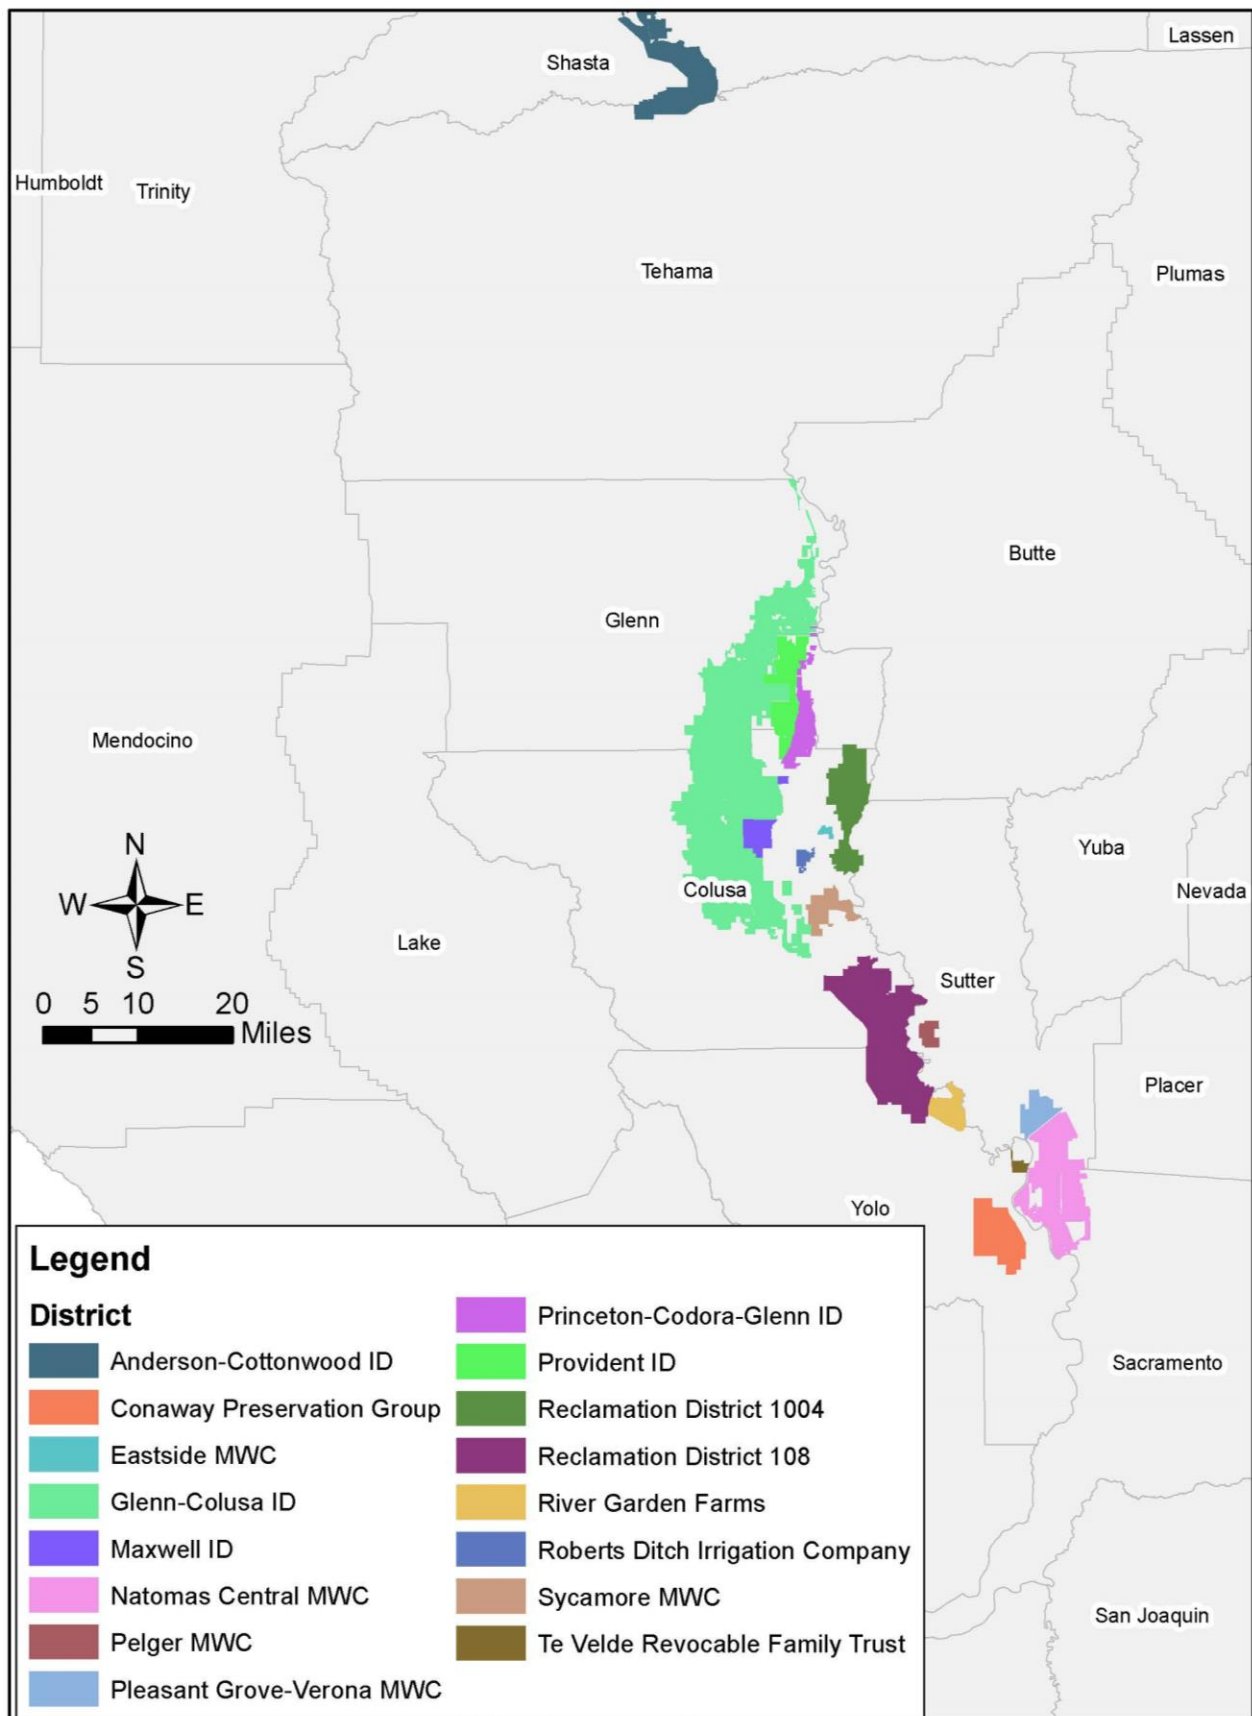 Lassen
Shasta
Humboldt
Trinity
Tehama
Plumas
Butte
Glenn
Mendocino
N
W E
S
Yuba
Colusa
Nevada
Lake
Sutter
0 5 10 20
Miles
Placer
Yolo
Sacramento
San Joaquin
Legend
District
Anderson-Cottonwood ID
Conaway Preservation Group
Eastside MWC
Glenn-Colusa ID
Maxwell ID
Natomas Central MWC
Pelger MWC
Pleasant Grove-Verona MWC
Princeton-Codora-Glenn ID
Provident ID
Reclamation District 1004
Reclamation District 108
River Garden Farms
Roberts Ditch Irrigation Company
Sycamore MWC
Te Velde Revocable Family Trust